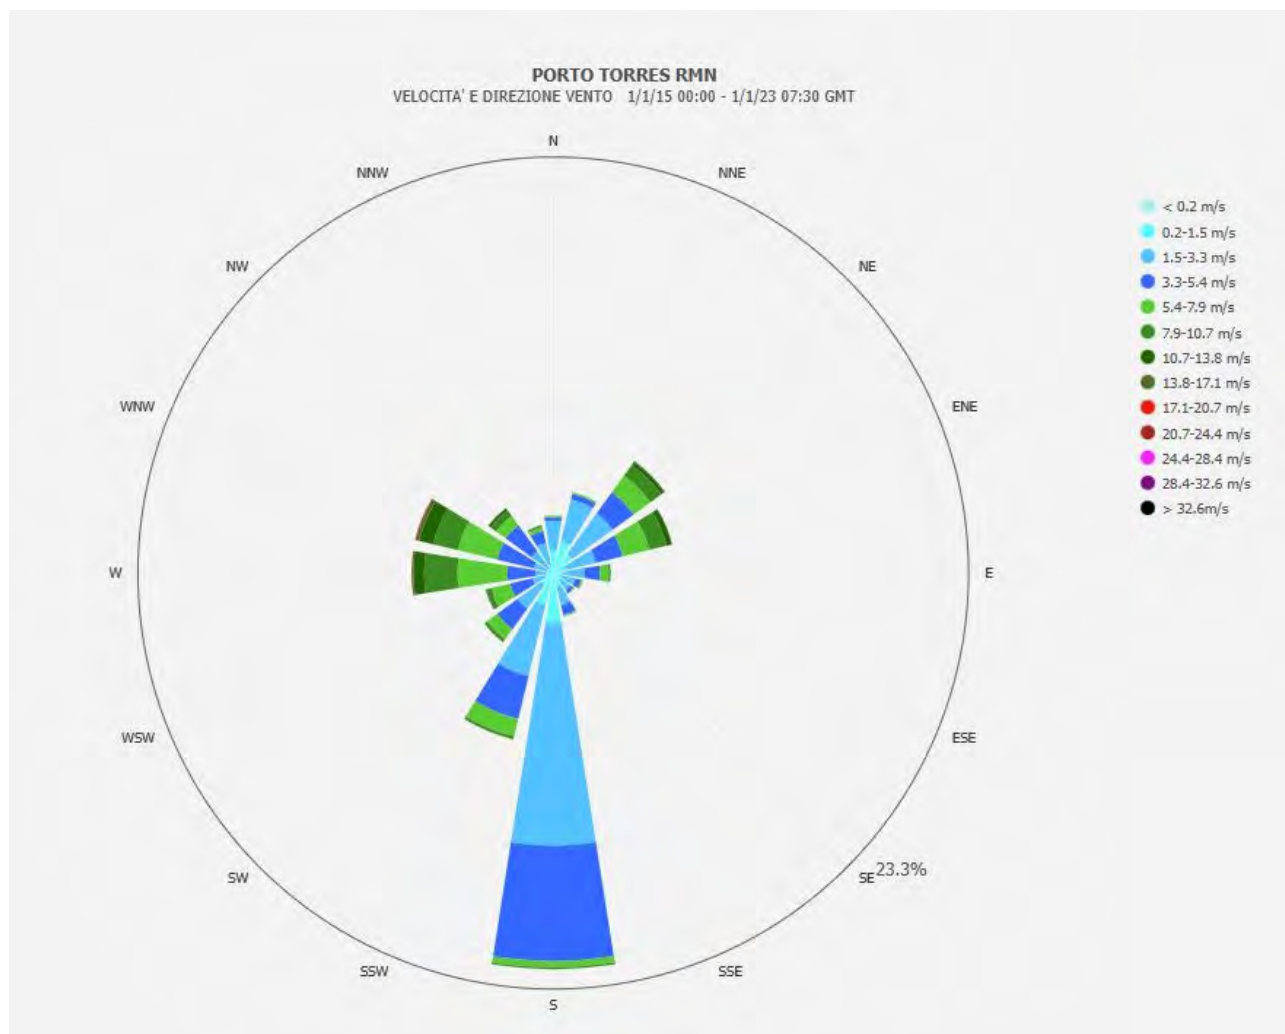 PORTO TORRES RMN
VELOCITA' E DIREZIONE VENTO 1/1/15 00:00 - 1/1/23 07:30 GMT
N
NNW
NNE
NW
NE
WNW
ENE
W
E
WSW
ESE
SW
SE
23.3%
SSW
SSE
S
< 0.2 m/s
0.2-1.5 m/s
1.5-3.3 m/s
3.3-5.4 m/s
5.4-7.9 m/s
7.9-10.7 m/s
10.7-13.8 m/s
13.8-17.1 m/s
17.1-20.7 m/s
20.7-24.4 m/s
24.4-28.4 m/s
28.4-32.6 m/s
> 32.6m/s